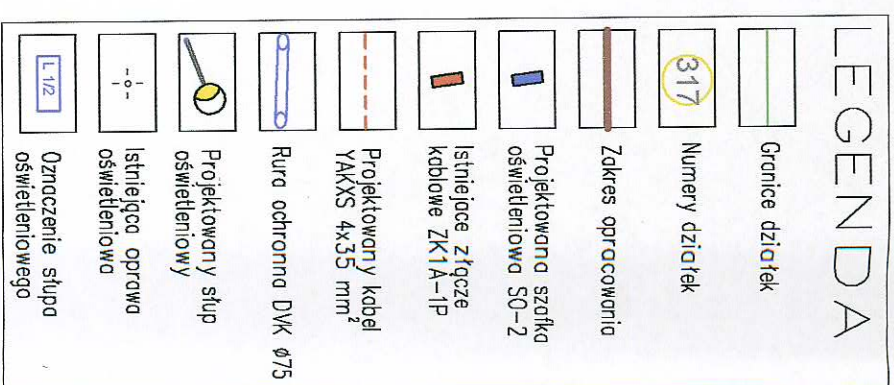 LEGENDA
Granice działek
317
Numery działek
Zakres opracowania
Projektowana szafka
oświetleniowa SO-2
Istniejące złącze
kablowe ZK1A-1P
Projektowany kabel
YAKXS 4x35 mm²
Rura ochronna DVK ø75
Projektowany słup
oświetleniowy
Istniejąca oprawa
oświetleniowa
L 1/2
Oznaczenie słupa
oświetleniowego